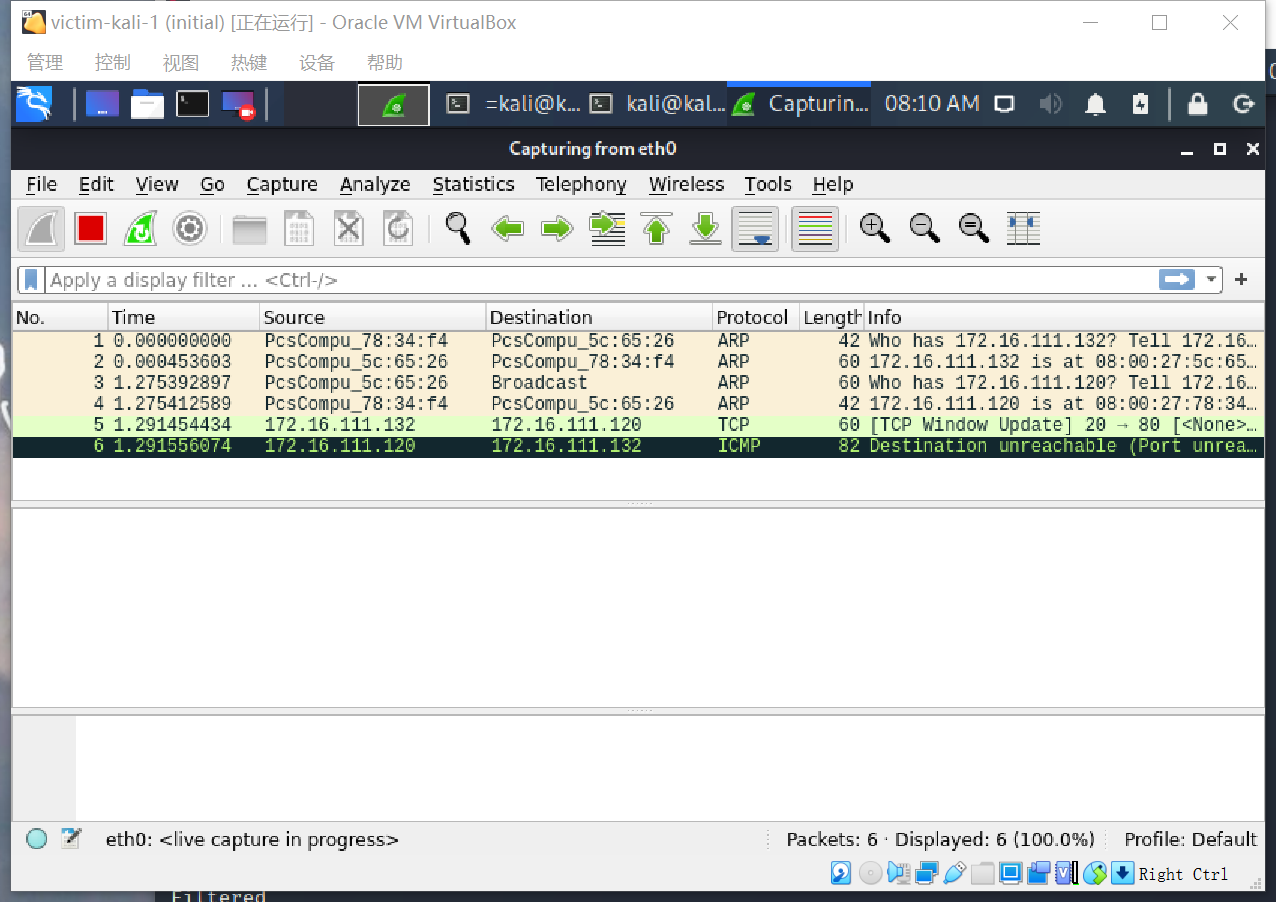 victim-kali-1 (initial) [正在运行] - Oracle VM VirtualBox
管理 控制 视图 热键 设备 帮助
=kali@k... kali@kal... Capturin... 08:10 AM
Capturing from eth0
File Edit View Go Capture Analyze Statistics Telephony Wireless Tools Help
Apply a display filter ... <Ctrl-/> +
No. Time Source Destination Protocol Length Info
1 0.000000000 PcsCompu_78:34:f4 PcsCompu_5c:65:26 ARP 42 Who has 172.16.111.132? Tell 172.16…
2 0.000453603 PcsCompu_5c:65:26 PcsCompu_78:34:f4 ARP 60 172.16.111.132 is at 08:00:27:5c:65…
3 1.275392897 PcsCompu_5c:65:26 Broadcast ARP 60 Who has 172.16.111.120? Tell 172.16…
4 1.275412589 PcsCompu_78:34:f4 PcsCompu_5c:65:26 ARP 42 172.16.111.120 is at 08:00:27:78:34…
5 1.291454434 172.16.111.132 172.16.111.120 TCP 60 [TCP Window Update] 20 → 80 [<None>…
6 1.291556074 172.16.111.120 172.16.111.132 ICMP 82 Destination unreachable (Port unrea…
eth0: <live capture in progress> Packets: 6 · Displayed: 6 (100.0%) Profile: Default
Right Ctrl
Filtered